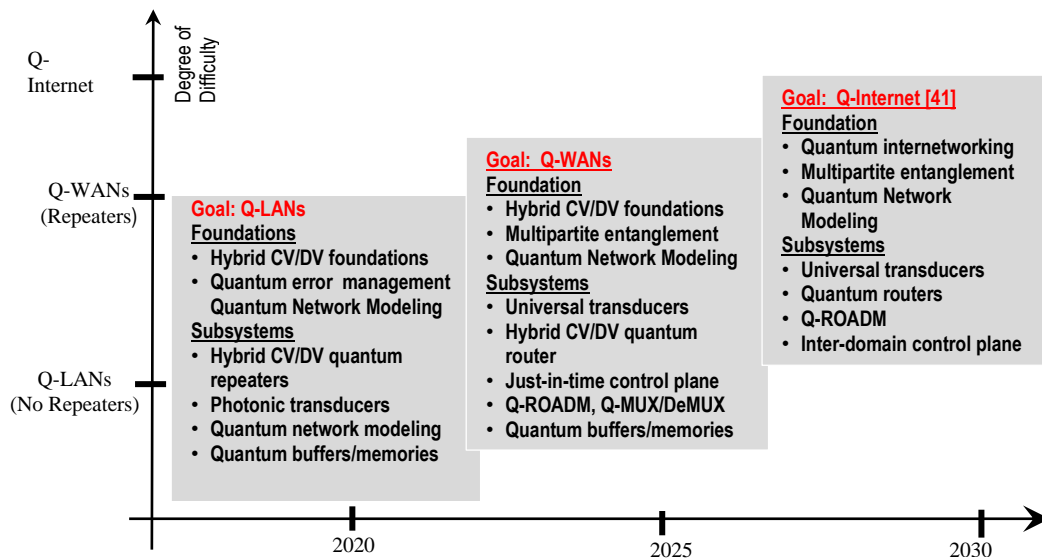 Q-
Internet
Degree of
Difficulty
Q-WANs
(Repeaters)
Q-LANs
(No Repeaters)
Goal: Q-LANs
Foundations
• Hybrid CV/DV foundations
• Quantum error management
Quantum Network Modeling
Subsystems
• Hybrid CV/DV quantum
repeaters
• Photonic transducers
• Quantum network modeling
• Quantum buffers/memories
Goal: Q-WANs
Foundation
• Hybrid CV/DV foundations
• Multipartite entanglement
• Quantum Network Modeling
Subsystems
• Universal transducers
• Hybrid CV/DV quantum
router
• Just-in-time control plane
• Q-ROADM, Q-MUX/DeMUX
• Quantum buffers/memories
Goal: Q-Internet [41]
Foundation
• Quantum internetworking
• Multipartite entanglement
• Quantum Network
Modeling
Subsystems
• Universal transducers
• Quantum routers
• Q-ROADM
• Inter-domain control plane
2020
2025
2030